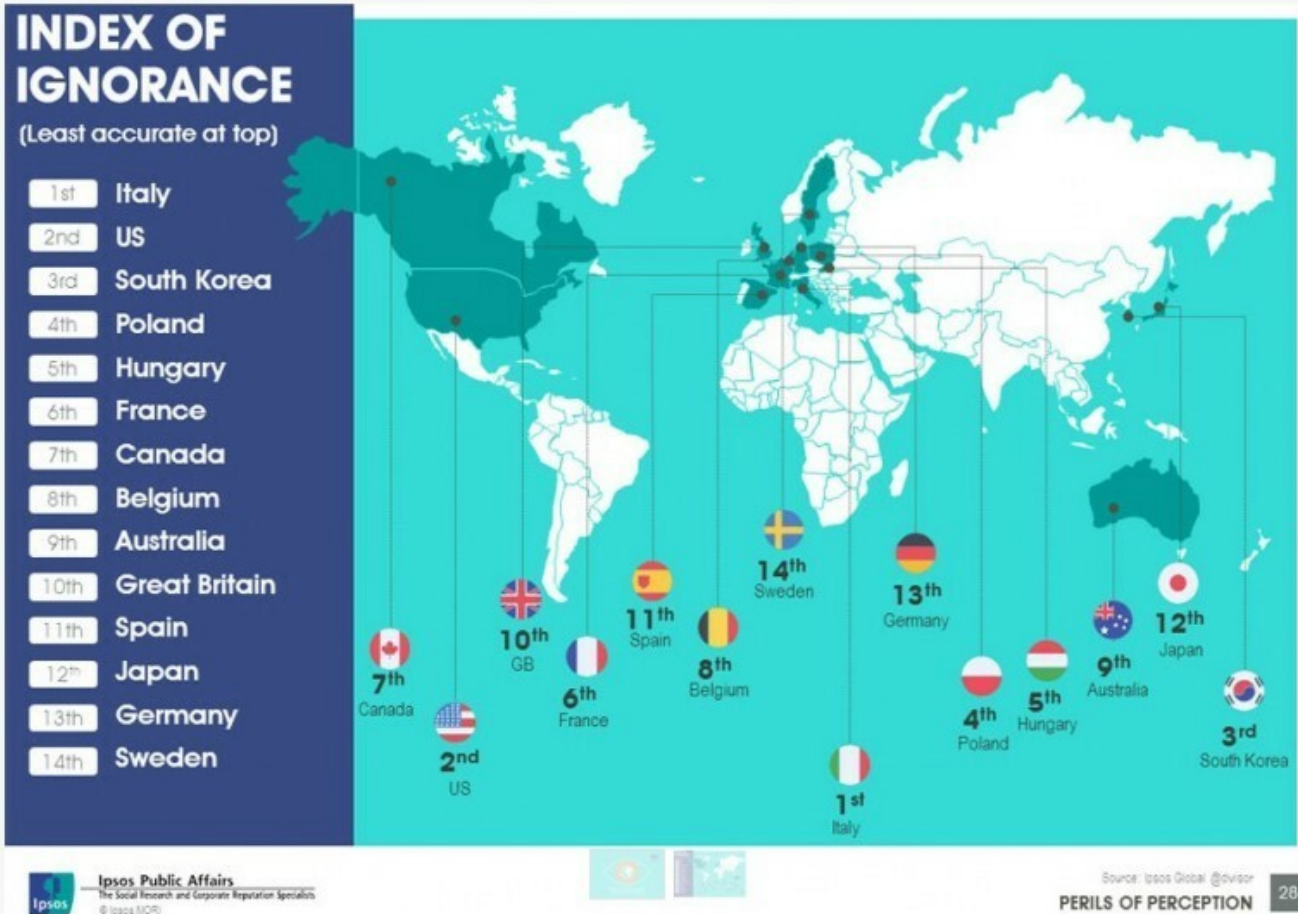 INDEX OF
IGNORANCE
(Least accurate at top)
1st Italy
2nd US
3rd South Korea
4th Poland
5th Hungary
6th France
7th Canada
8th Belgium
9th Australia
10th Great Britain
11th Spain
12th Japan
13th Germany
14th Sweden
7th
Canada
2nd
US
10th
GB
6th
France
11th
Spain
8th
Belgium
14th
Sweden
1st
Italy
13th
Germany
4th
Poland
5th
Hungary
9th
Australia
12th
Japan
3rd
South Korea
Ipsos
Ipsos Public Affairs
The Social Research and Corporate Reputation Specialists
© Ipsos MORI
Source: Ipsos Global @dvisor
PERILS OF PERCEPTION
28